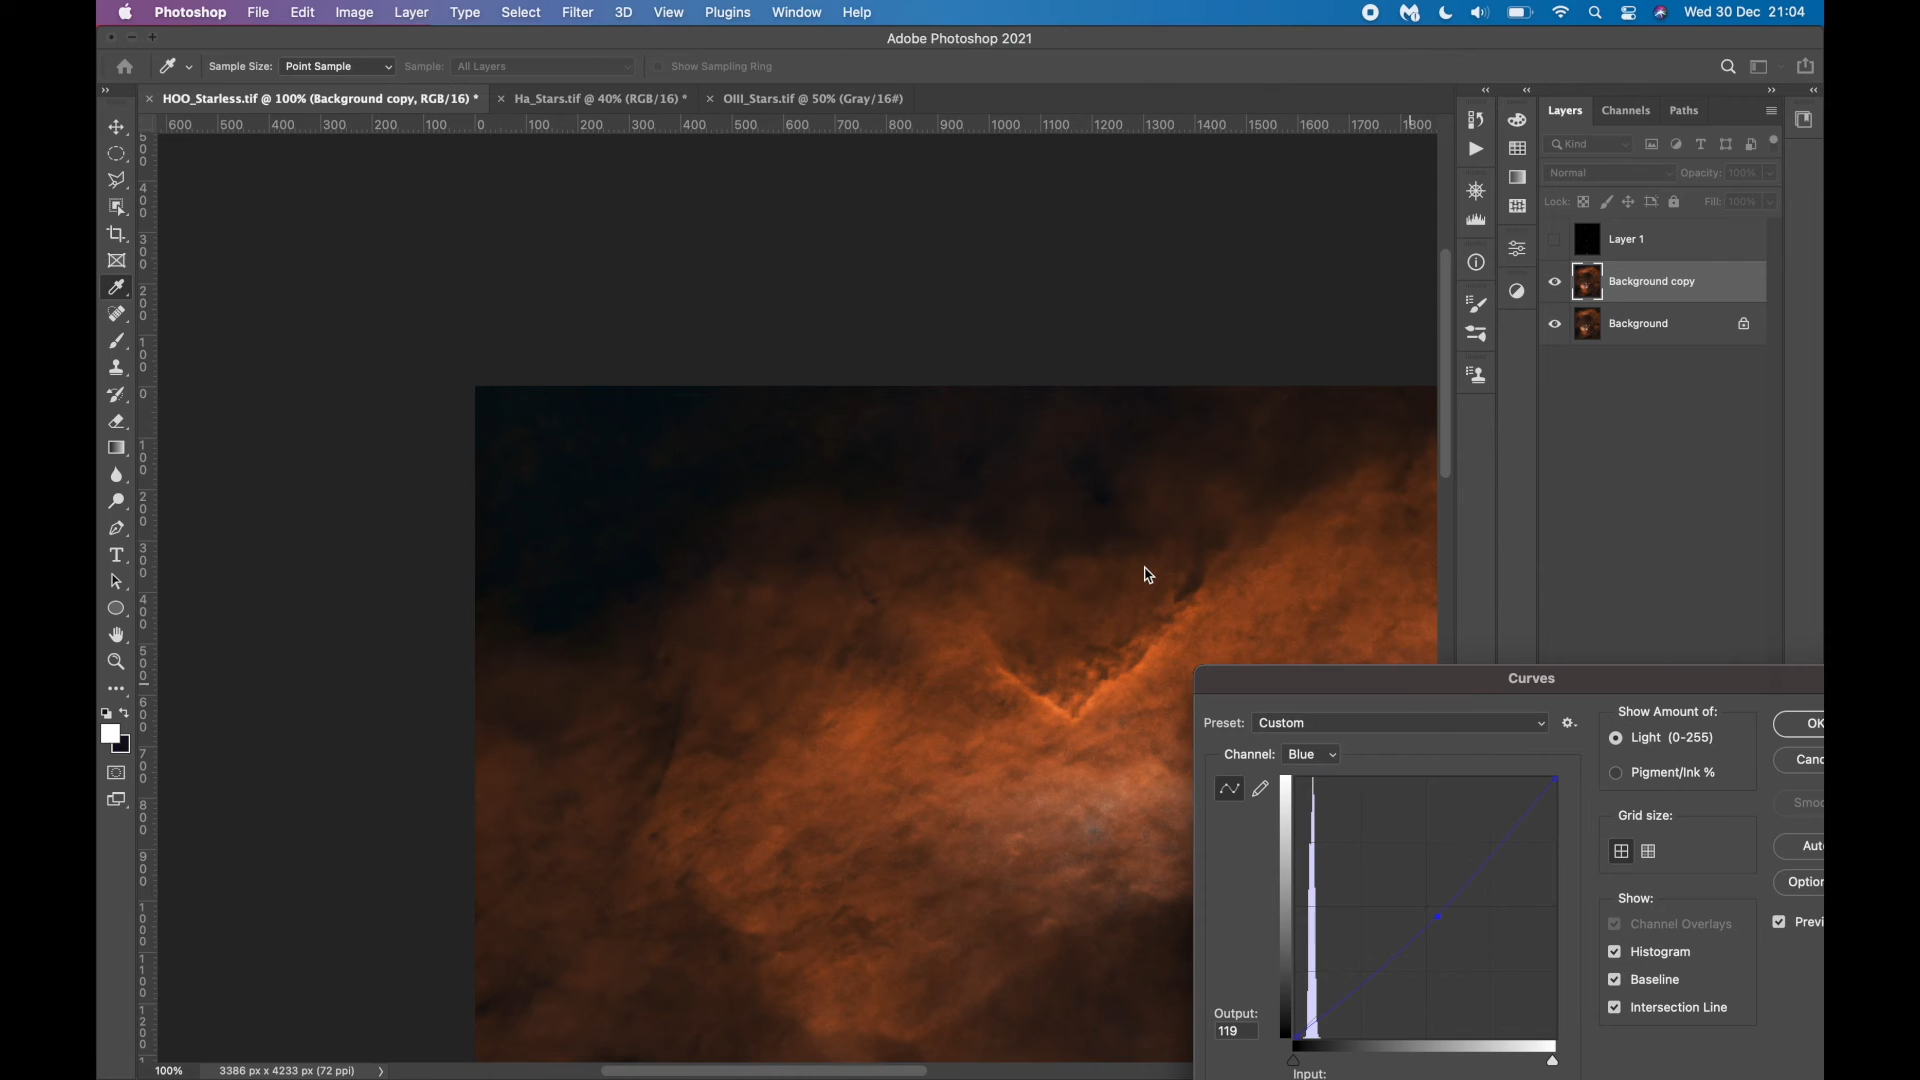 Photoshop File Edit Image Layer Type Select Filter 3D View Plugins Window Help Wed 30 Dec 21:04
Adobe Photoshop 2021
Sample Size: Point Sample Sample: All Layers Show Sampling Ring
HOO_Starless.tif @ 100% (Background copy, RGB/16) * Ha_Stars.tif @ 40% (RGB/16) * OIII_Stars.tif @ 50% (Gray/16#)
Layers Channels Paths
600 500 400 300 200 100 0 100 200 300 400 500 600 700 800 900 1000 1100 1200 1300 1400 1500 1600 1700 1800
500
400
300
200
100
0
100
200
300
400
500
600
700
800
900
1000
1100
1200
Kind
Normal Opacity: 100%
Lock: Fill: 100%
Layer 1
Background copy
Background
Curves
Preset: Custom
Channel: Blue
Output:
119
Input:
Show Amount of:
Light (0-255)
Pigment/Ink %
Grid size:
Show:
Channel Overlays
Histogram
Baseline
Intersection Line
OK
Canc
Smoo
Auto
Option
Previ
100% 3386 px x 4233 px (72 ppi)